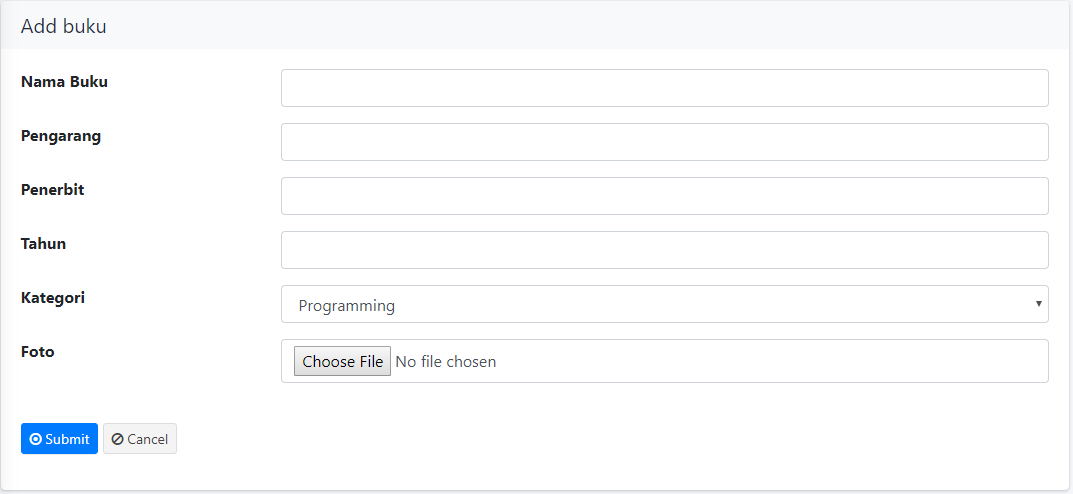 Add buku
Nama Buku
Pengarang
Penerbit
Tahun
Kategori Programming
Foto Choose File No file chosen
Submit Cancel